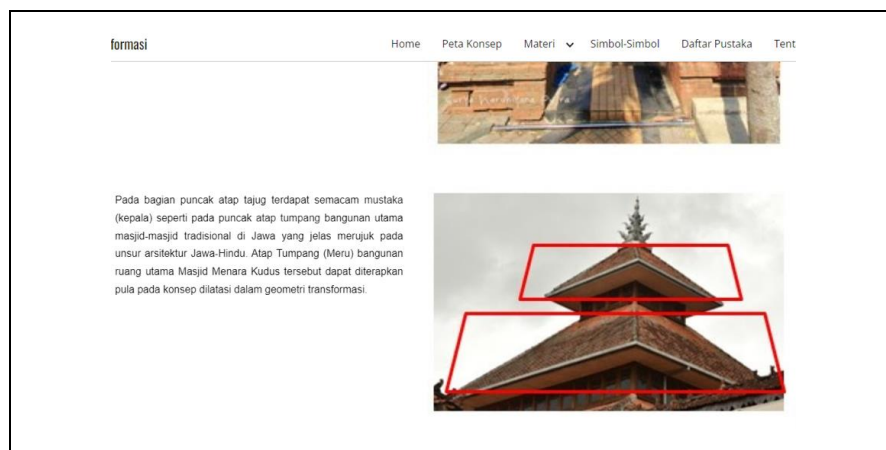 formasi
Home Peta Konsep Materi Simbol-Simbol Daftar Pustaka Tent
Pada bagian puncak atap tajug terdapat semacam mustaka
(kepala) seperti pada puncak atap tumpang bangunan utama
masjid-masjid tradisional di Jawa yang jelas merujuk pada
unsur arsitektur Jawa-Hindu. Atap Tumpang (Meru) bangunan
ruang utama Masjid Menara Kudus tersebut dapat diterapkan
pula pada konsep dilatasi dalam geometri transformasi.